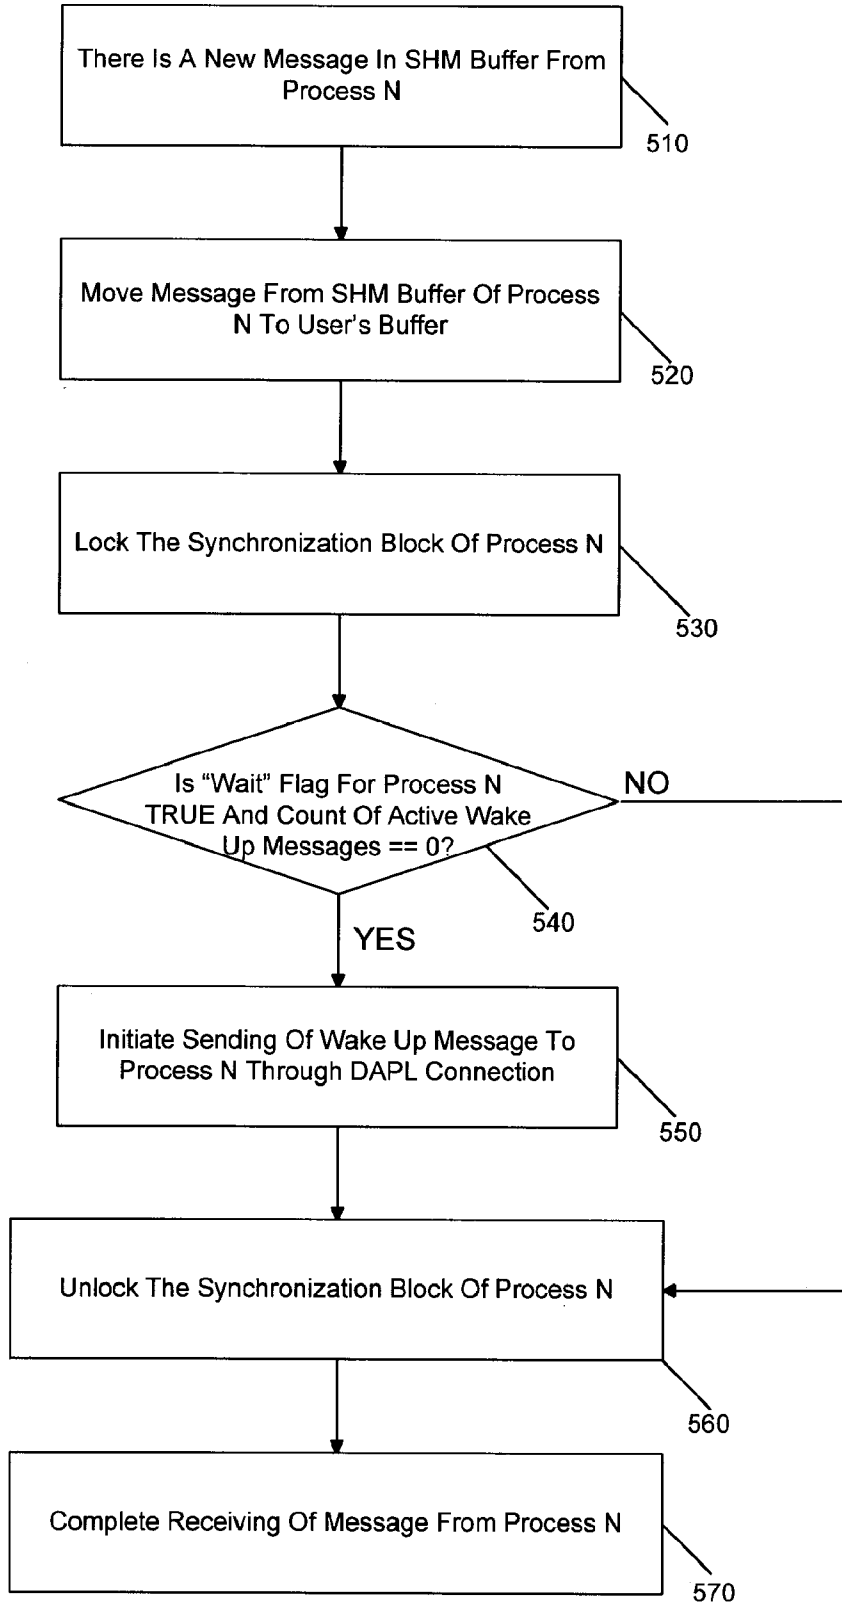 There Is A New Message In SHM Buffer From
Process N
510
Move Message From SHM Buffer Of Process
N To User's Buffer
520
Lock The Synchronization Block Of Process N
530
Is “Wait” Flag For Process N
TRUE And Count Of Active Wake
Up Messages == 0?
NO
540
YES
Initiate Sending Of Wake Up Message To
Process N Through DAPL Connection
550
Unlock The Synchronization Block Of Process N
560
Complete Receiving Of Message From Process N
570